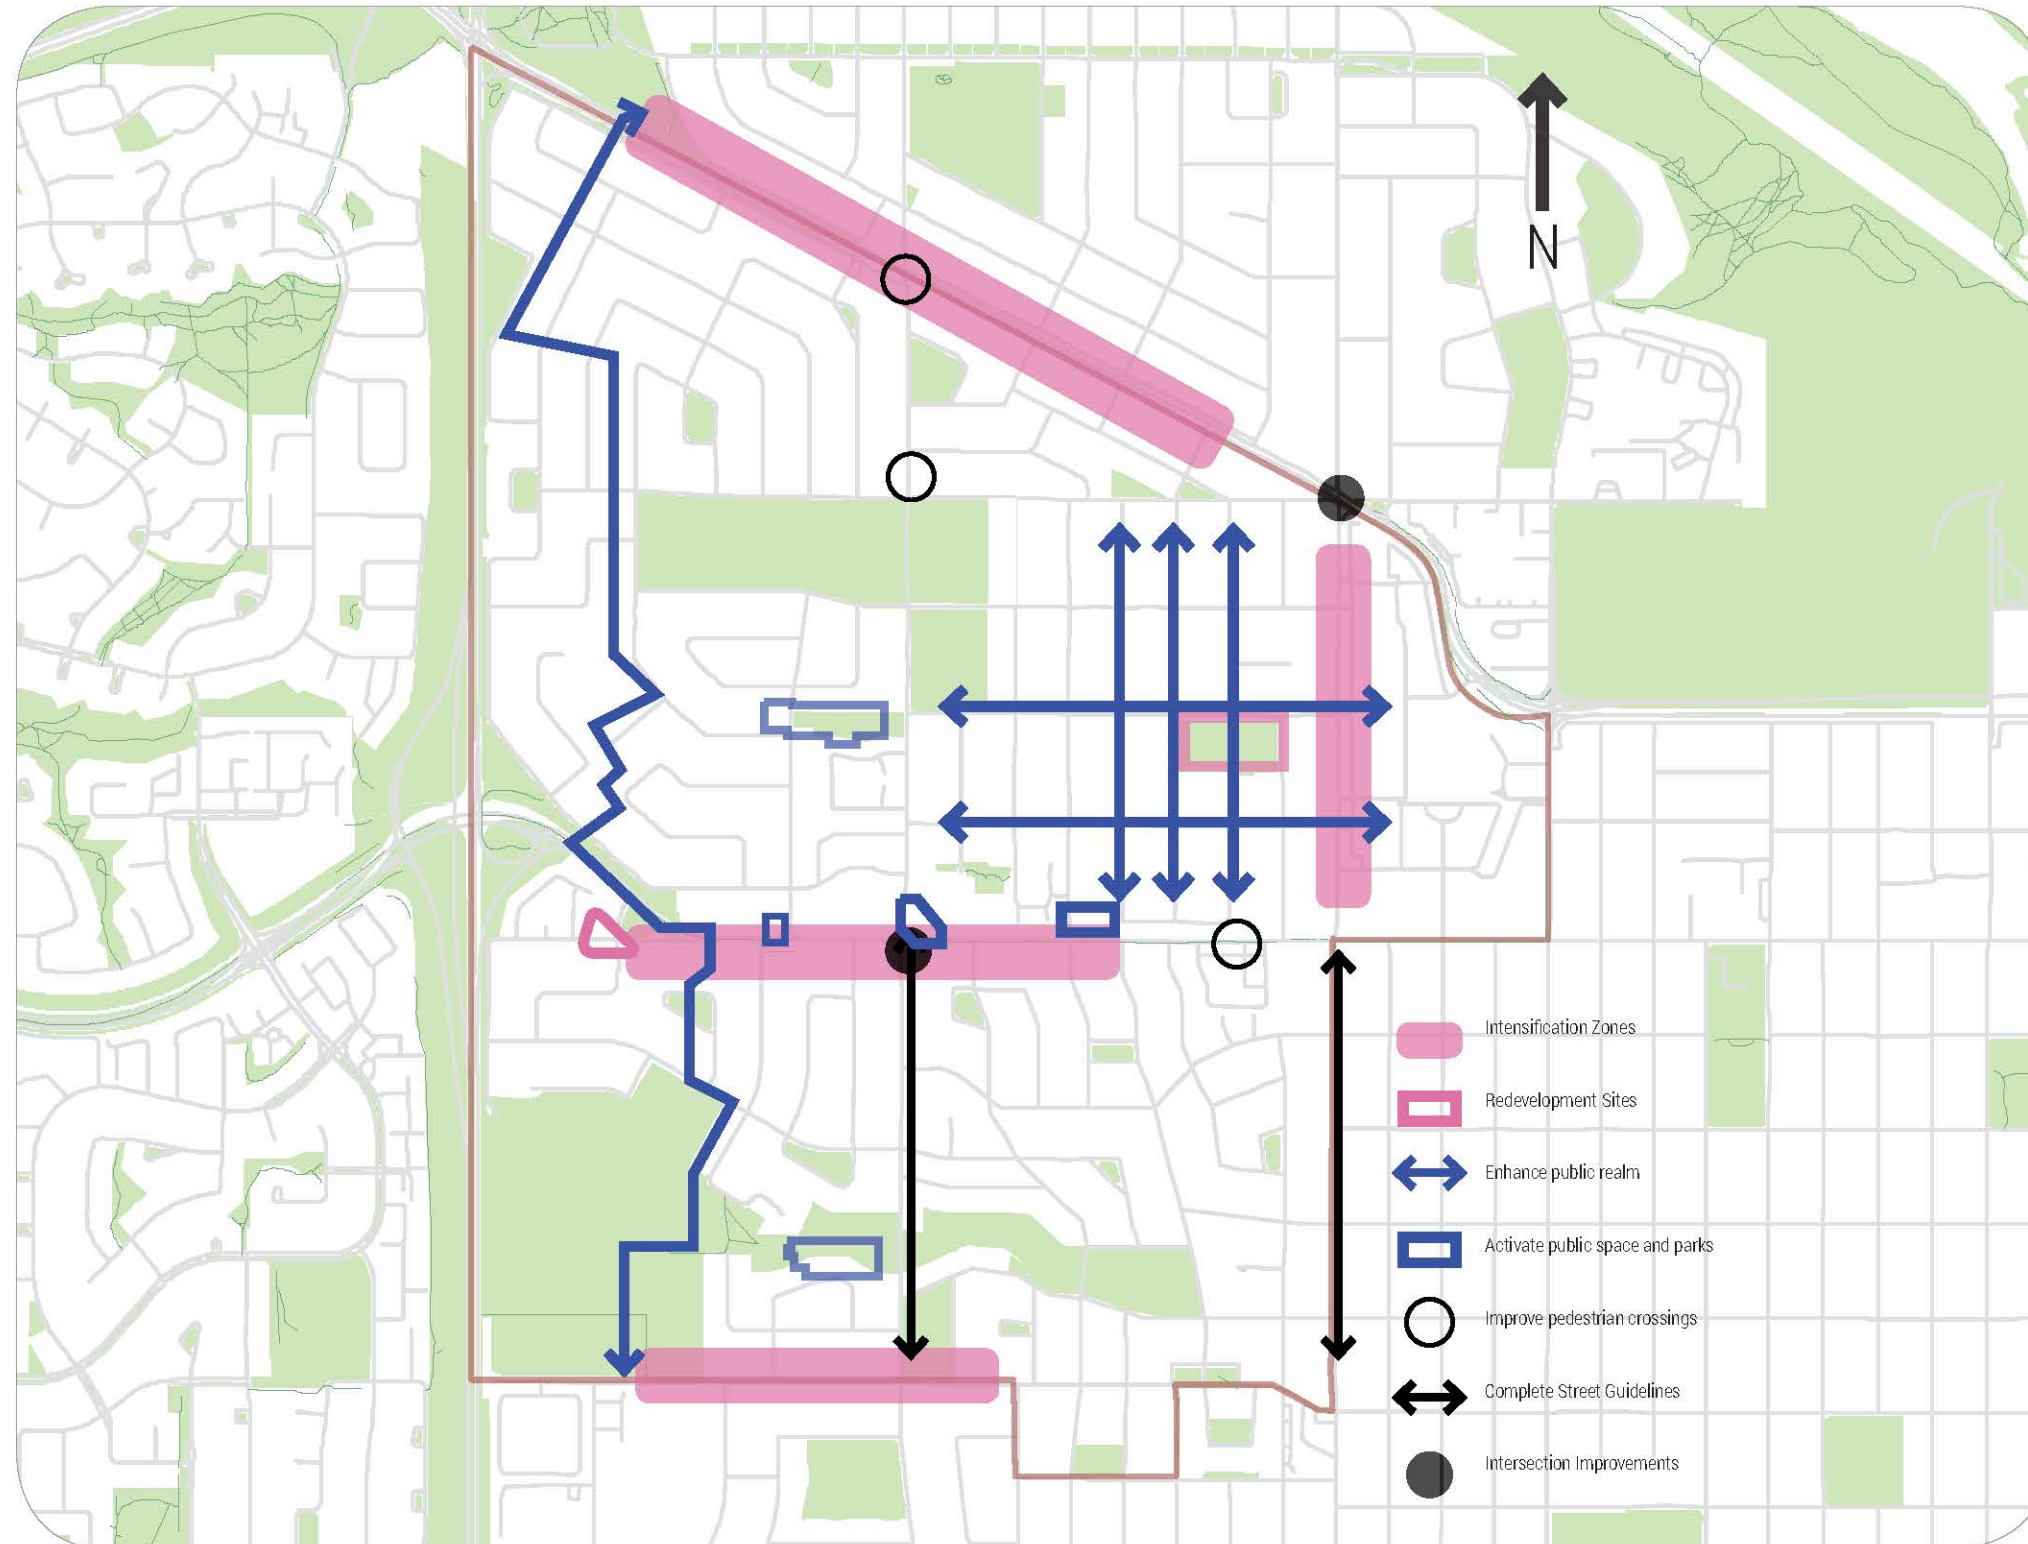 N
Intensification Zones
Redevelopment Sites
Enhance public realm
Activate public space and parks
Improve pedestrian crossings
Complete Street Guidelines
Intersection Improvements